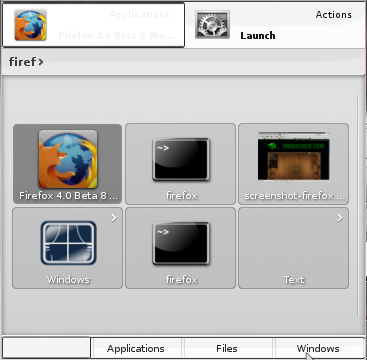 Applications
Firefox 4.0 Beta 8 We...
Actions
Launch
firef
Firefox 4.0 Beta 8 ...
~>
firefox
screenshot-firefox....
Windows
~>
firefox
Text
Applications
Files
Windows